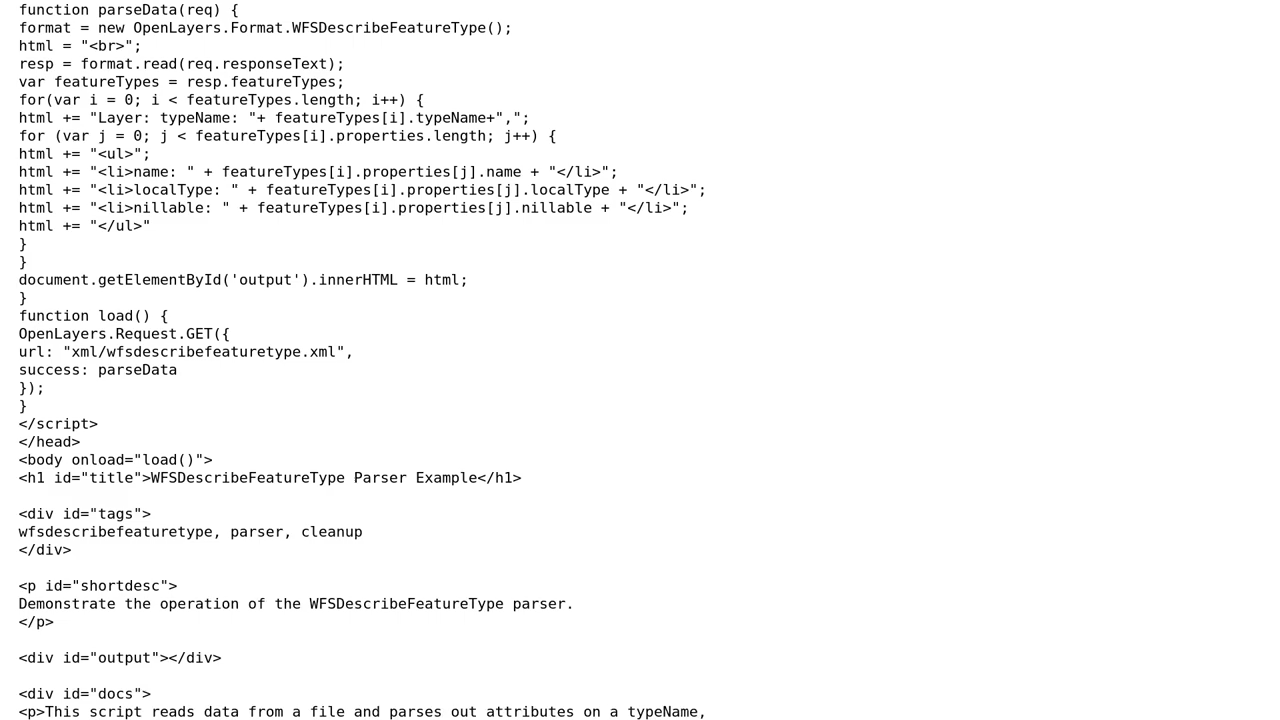 function parseData(req) {
format = new OpenLayers.Format.WFSDescribeFeatureType();
html = "<br>";
resp = format.read(req.responseText);
var featureTypes = resp.featureTypes;
for(var i = 0; i < featureTypes.length; i++) {
html += "Layer: typeName: "+ featureTypes[i].typeName+",";
for (var j = 0; j < featureTypes[i].properties.length; j++) {
html += "<ul>";
html += "<li>name: " + featureTypes[i].properties[j].name + "</li>";
html += "<li>localType: " + featureTypes[i].properties[j].localType + "</li>";
html += "<li>nillable: " + featureTypes[i].properties[j].nillable + "</li>";
html += "</ul>"
}
}
document.getElementById('output').innerHTML = html;
}
function load() {
OpenLayers.Request.GET({
url: "xml/wfsdescribefeaturetype.xml",
success: parseData
});
}
</script>
</head>
<body onload="load()">
<h1 id="title">WFSDescribeFeatureType Parser Example</h1>

<div id="tags">
wfsdescribefeaturetype, parser, cleanup
</div>

<p id="shortdesc">
Demonstrate the operation of the WFSDescribeFeatureType parser.
</p>

<div id="output"></div>

<div id="docs">
<p>This script reads data from a file and parses out attributes on a typeName,